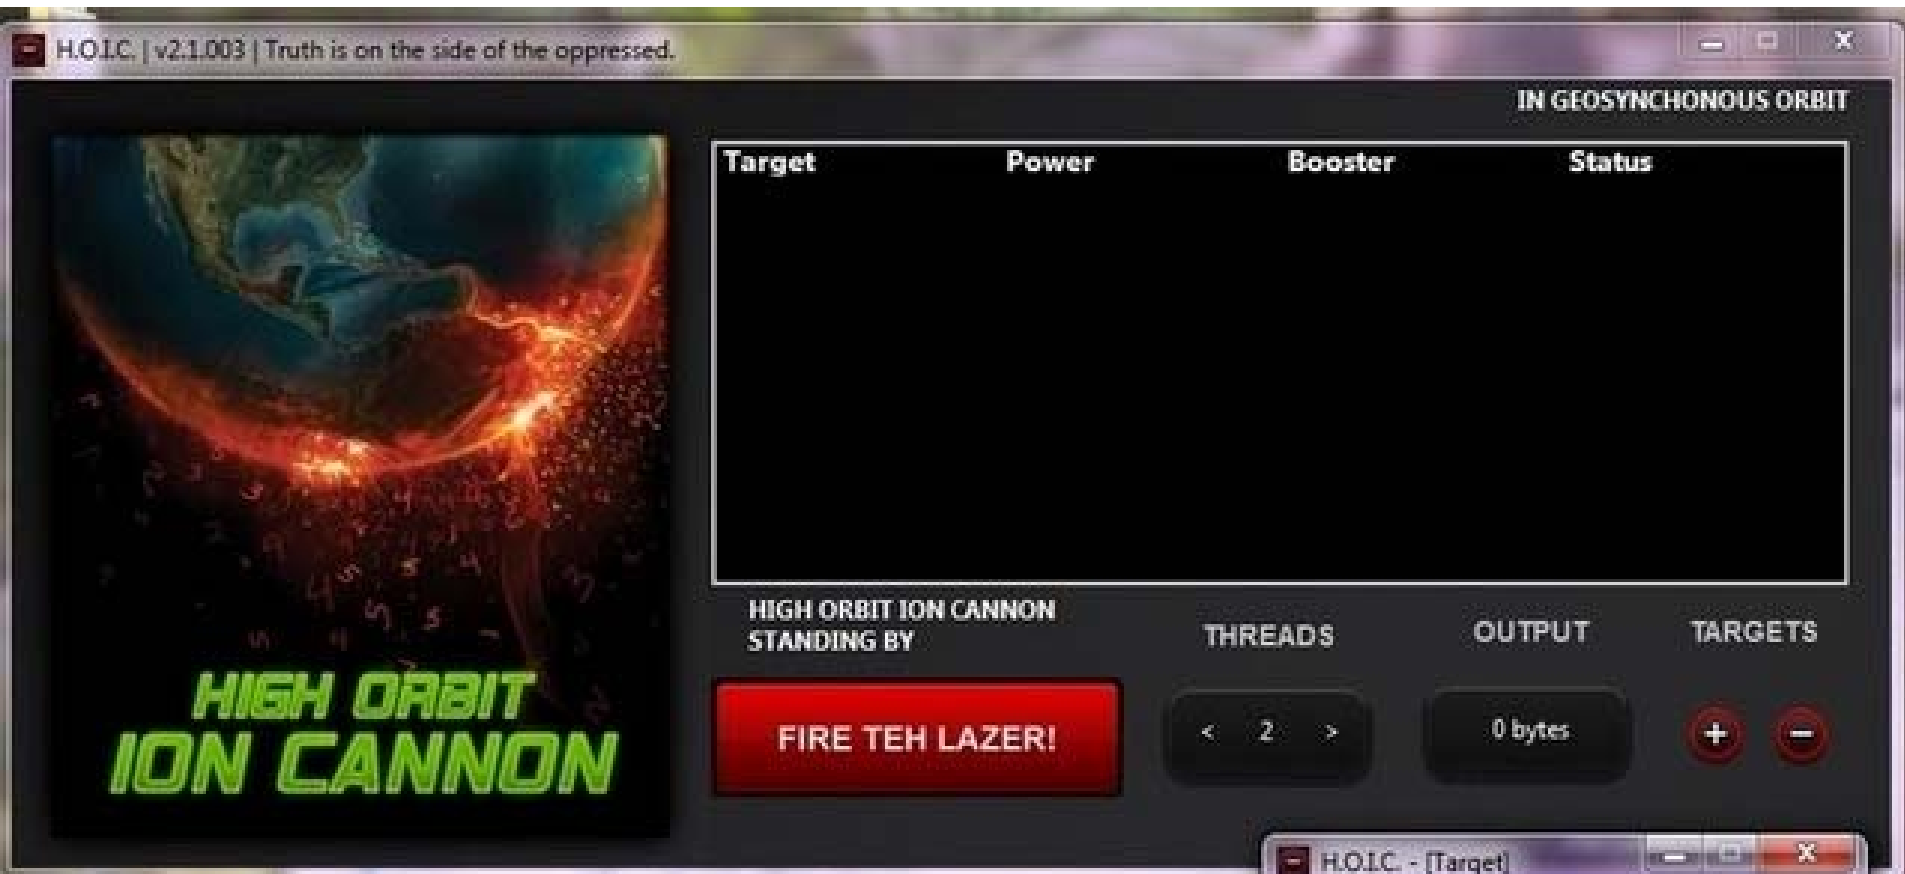 H.O.I.C. | v2.1.003 | Truth is on the side of the oppressed.
IN GEOSYNCHONOUS ORBIT
Target Power Booster Status
HIGH ORBIT
ION CANNON
HIGH ORBIT ION CANNON
STANDING BY
THREADS
OUTPUT
TARGETS
FIRE TEH LAZER!
< 2 >
0 bytes
+ −
H.O.I.C. - [Target]